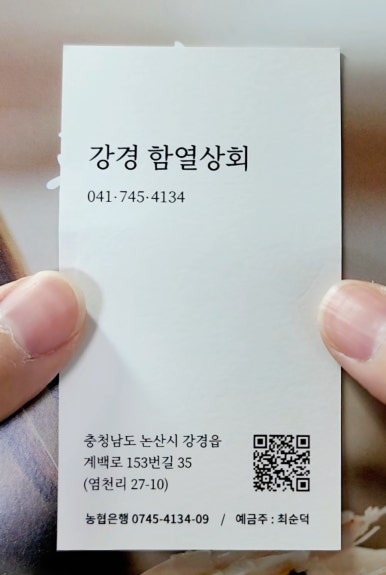 강경 함열상회
041·745·4134
충청남도 논산시 강경읍
계백로 153번길 35
(염천리 27-10)
농협은행 0745-4134-09 / 예금주 : 최순덕